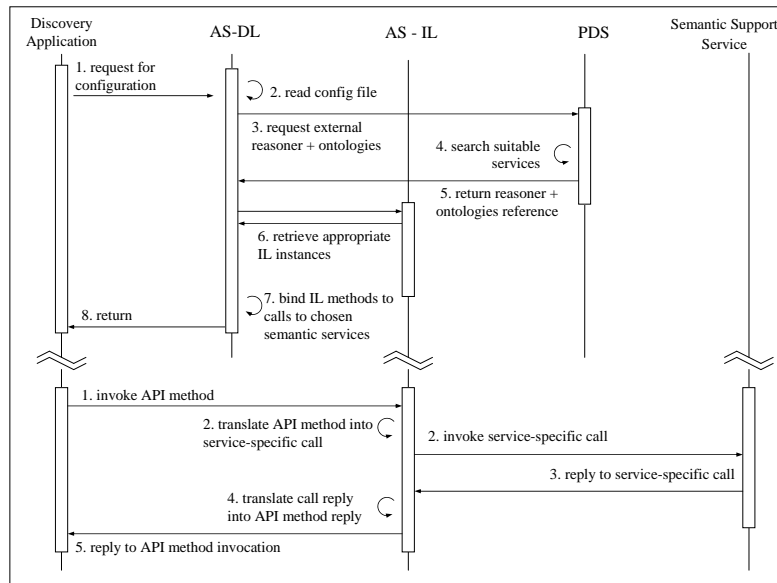 Discovery
Application
AS-DL
AS - IL
PDS
Semantic Support
Service
1. request for
configuration
2. read config file
3. request external
reasoner + ontologies
4. search suitable
services
5. return reasoner +
ontologies reference
6. retrieve appropriate
IL instances
7. bind IL methods to
calls to chosen
semantic services
8. return
1. invoke API method
2. translate API method into
service-specific call
2. invoke service-specific call
3. reply to service-specific call
4. translate call reply
into API method reply
5. reply to API method invocation